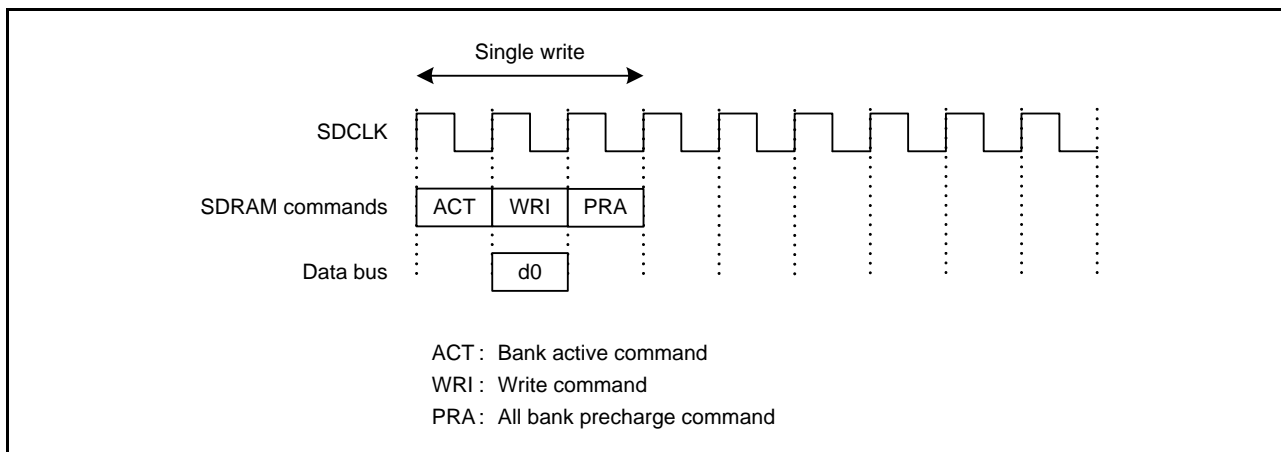 Single write
SDCLK
SDRAM commands ACT WRI PRA
Data bus d0
ACT : Bank active command
WRI : Write command
PRA : All bank precharge command